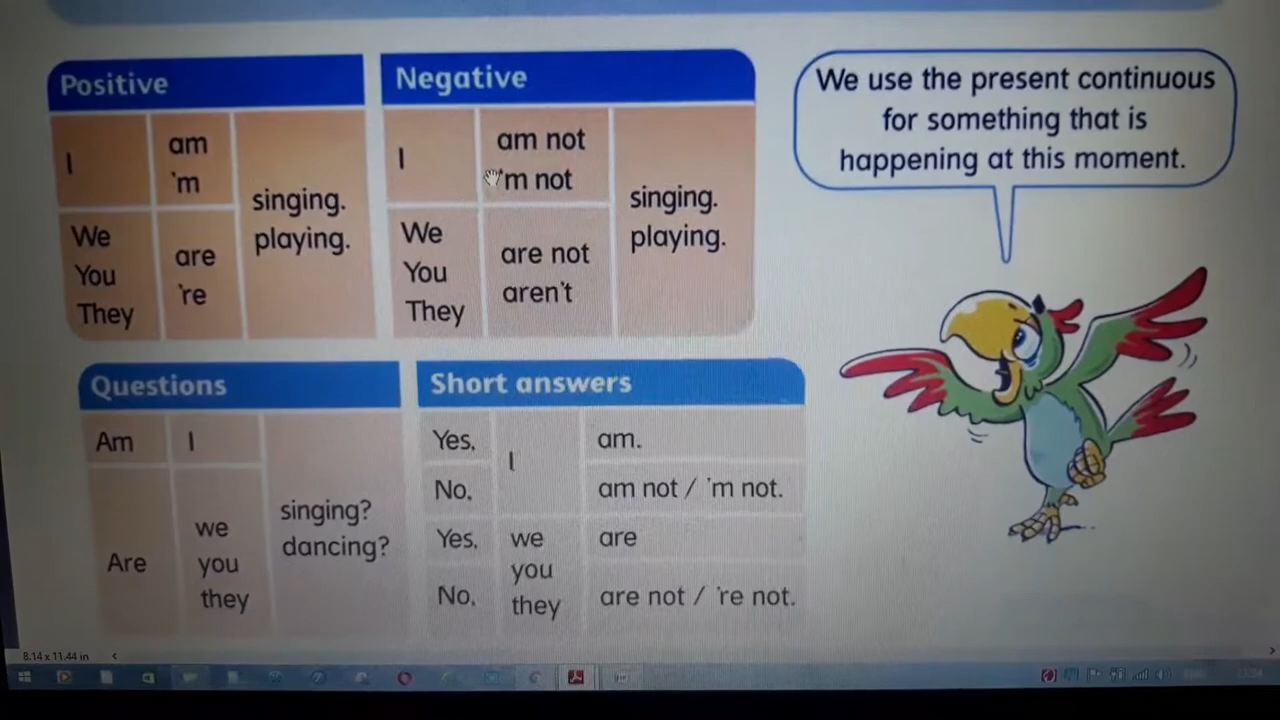 Positive
I
am
'm
We
You
They
are
're
singing.
playing.
Negative
I
am not
'm not
We
You
They
are not
aren't
singing.
playing.
We use the present continuous
for something that is
happening at this moment.
Questions
Am
I
Are
we
you
they
singing?
dancing?
Short answers
Yes,
I
am.
No,
am not / 'm not.
Yes,
we
you
they
are
No,
are not / 're not.
8.14 x 11.44 in